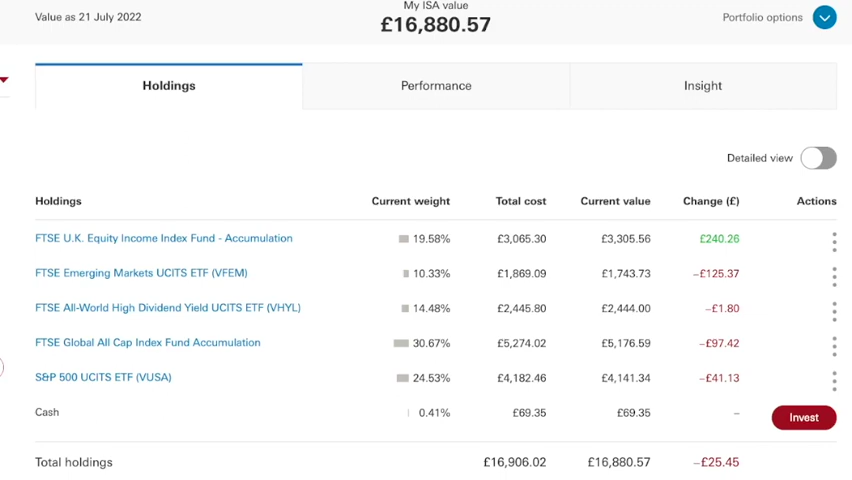 My ISA value
Value as 21 July 2022
£16,880.57
Portfolio options
Holdings Performance Insight
Detailed view
Holdings Current weight Total cost Current value Change (£) Actions
FTSE U.K. Equity Income Index Fund - Accumulation 19.58% £3,065.30 £3,305.56 £240.26
FTSE Emerging Markets UCITS ETF (VFEM) 10.33% £1,869.09 £1,743.73 −£125.37
FTSE All-World High Dividend Yield UCITS ETF (VHYL) 14.48% £2,445.80 £2,444.00 −£1.80
FTSE Global All Cap Index Fund Accumulation 30.67% £5,274.02 £5,176.59 −£97.42
S&P 500 UCITS ETF (VUSA) 24.53% £4,182.46 £4,141.34 −£41.13
Cash 0.41% £69.35 £69.35 – Invest
Total holdings £16,906.02 £16,880.57 −£25.45